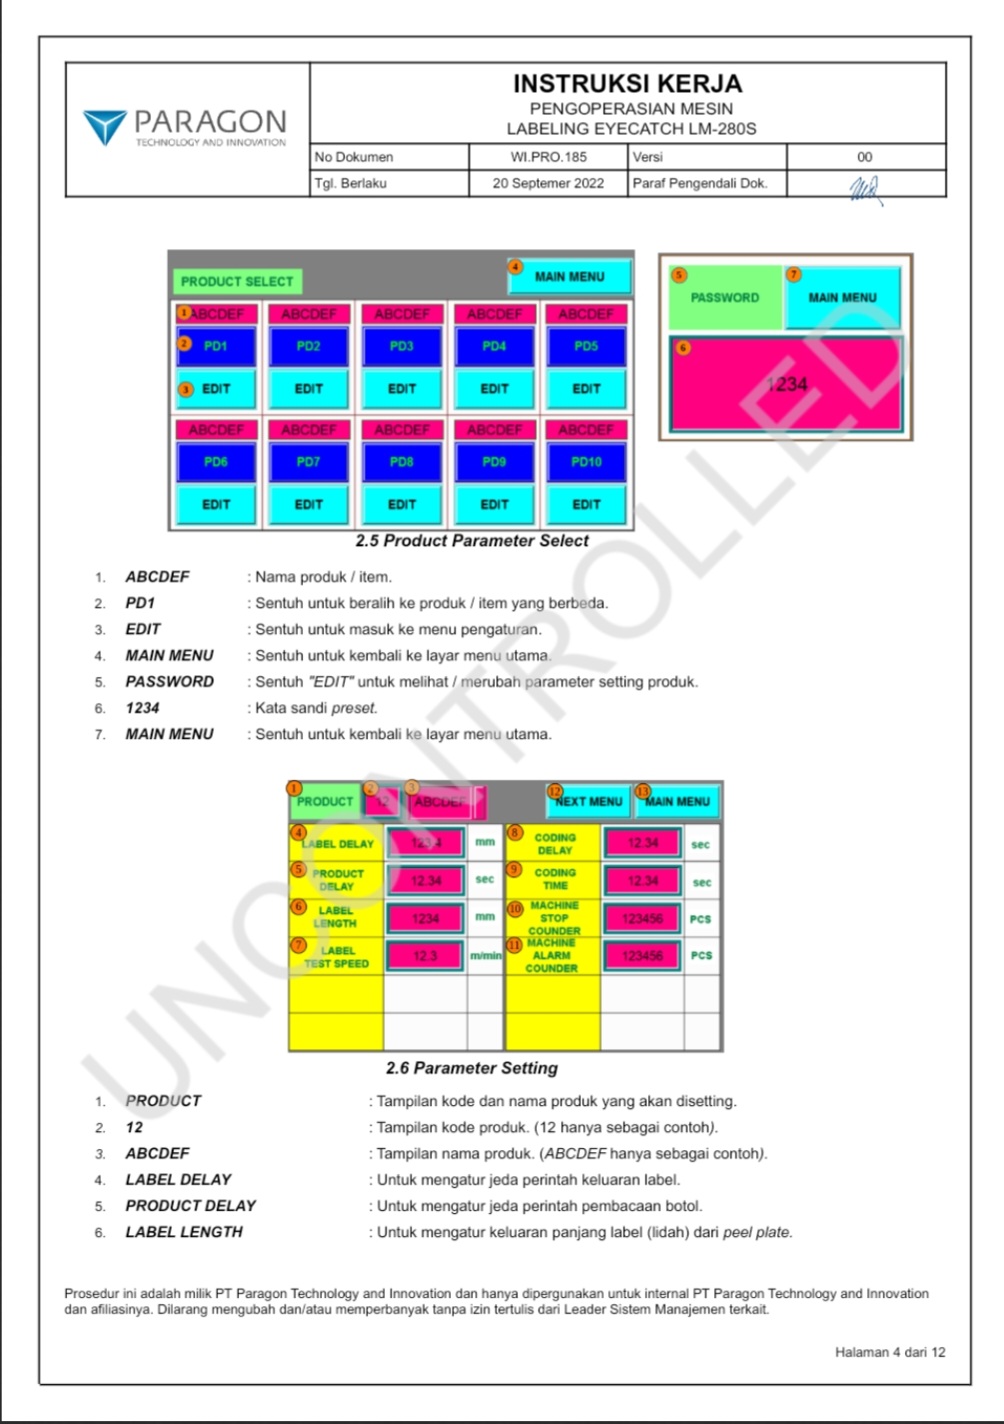 PARAGON
TECHNOLOGY AND INNOVATION
INSTRUKSI KERJA
PENGOPERASIAN MESIN
LABELING EYECATCH LM-280S
No Dokumen WI.PRO.185 Versi 00
Tgl. Berlaku 20 Septemer 2022 Paraf Pengendali Dok.
PRODUCT SELECT 4 MAIN MENU
1 ABCDEF ABCDEF ABCDEF ABCDEF ABCDEF
2 PD1 PD2 PD3 PD4 PD5
3 EDIT EDIT EDIT EDIT EDIT
ABCDEF ABCDEF ABCDEF ABCDEF ABCDEF
PD6 PD7 PD8 PD9 PD10
EDIT EDIT EDIT EDIT EDIT
5 PASSWORD 7 MAIN MENU
6 1234
2.5 Product Parameter Select
1. ABCDEF : Nama produk / item.
2. PD1 : Sentuh untuk beralih ke produk / item yang berbeda.
3. EDIT : Sentuh untuk masuk ke menu pengaturan.
4. MAIN MENU : Sentuh untuk kembali ke layar menu utama.
5. PASSWORD : Sentuh "EDIT" untuk melihat / merubah parameter setting produk.
6. 1234 : Kata sandi preset.
7. MAIN MENU : Sentuh untuk kembali ke layar menu utama.
1 PRODUCT 2 12 3 ABCDEF 12 NEXT MENU 13 MAIN MENU
4 LABEL DELAY 123.4 mm 8 CODING DELAY 12.34 sec
5 PRODUCT DELAY 12.34 sec 9 CODING TIME 12.34 sec
6 LABEL LENGTH 1234 mm 10 MACHINE STOP COUNDER 123456 PCS
7 LABEL TEST SPEED 12.3 m/min 11 MACHINE ALARM COUNDER 123456 PCS
2.6 Parameter Setting
1. PRODUCT : Tampilan kode dan nama produk yang akan disetting.
2. 12 : Tampilan kode produk. (12 hanya sebagai contoh).
3. ABCDEF : Tampilan nama produk. (ABCDEF hanya sebagai contoh).
4. LABEL DELAY : Untuk mengatur jeda perintah keluaran label.
5. PRODUCT DELAY : Untuk mengatur jeda perintah pembacaan botol.
6. LABEL LENGTH : Untuk mengatur keluaran panjang label (lidah) dari peel plate.
UNCONTROLLED
Prosedur ini adalah milik PT Paragon Technology and Innovation dan hanya dipergunakan untuk internal PT Paragon Technology and Innovation
dan afiliasinya. Dilarang mengubah dan/atau memperbanyak tanpa izin tertulis dari Leader Sistem Manajemen terkait.
Halaman 4 dari 12